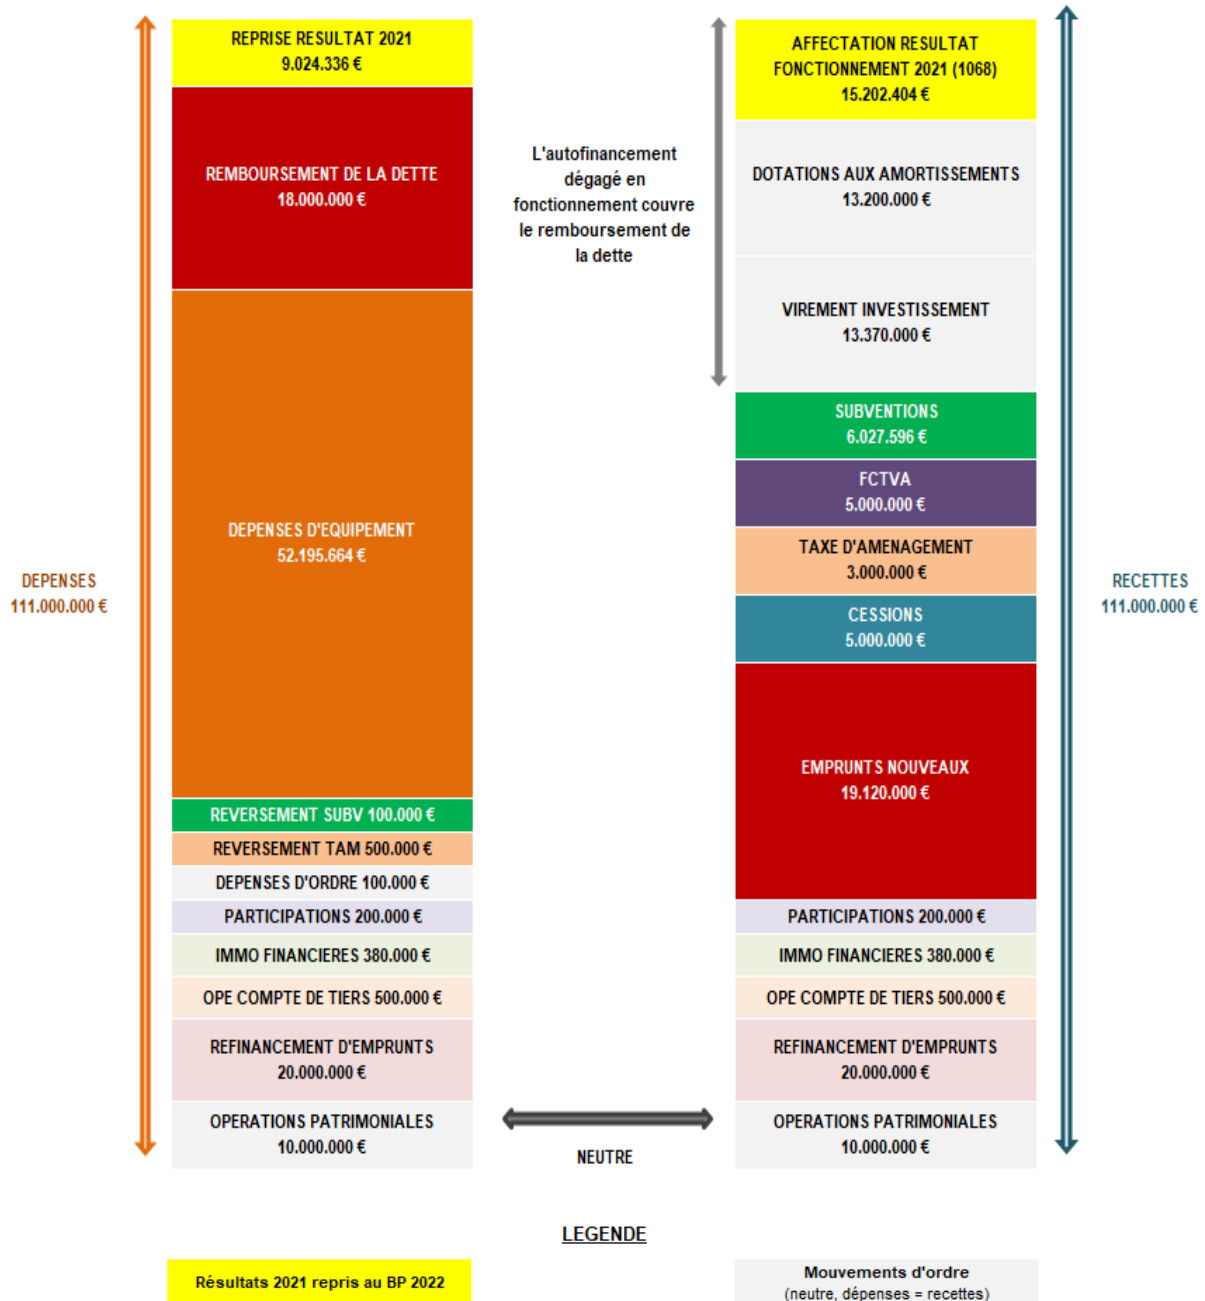 REPRISE RESULTAT 2021
9.024.336 €
REMBOURSEMENT DE LA DETTE
18.000.000 €
DEPENSES D'EQUIPEMENT
52.195.664 €
REVERSEMENT SUBV 100.000 €
REVERSEMENT TAM 500.000 €
DEPENSES D'ORDRE 100.000 €
PARTICIPATIONS 200.000 €
IMMO FINANCIERES 380.000 €
OPE COMPTE DE TIERS 500.000 €
REFINANCEMENT D'EMPRUNTS
20.000.000 €
OPERATIONS PATRIMONIALES
10.000.000 €
DEPENSES
111.000.000 €
L'autofinancement
dégagé en
fonctionnement couvre
le remboursement de
la dette
NEUTRE
AFFECTATION RESULTAT
FONCTIONNEMENT 2021 (1068)
15.202.404 €
DOTATIONS AUX AMORTISSEMENTS
13.200.000 €
VIREMENT INVESTISSEMENT
13.370.000 €
SUBVENTIONS
6.027.596 €
FCTVA
5.000.000 €
TAXE D'AMENAGEMENT
3.000.000 €
CESSIONS
5.000.000 €
EMPRUNTS NOUVEAUX
19.120.000 €
PARTICIPATIONS 200.000 €
IMMO FINANCIERES 380.000 €
OPE COMPTE DE TIERS 500.000 €
REFINANCEMENT D'EMPRUNTS
20.000.000 €
OPERATIONS PATRIMONIALES
10.000.000 €
RECETTES
111.000.000 €
LEGENDE
Résultats 2021 repris au BP 2022
Mouvements d'ordre
(neutre, dépenses = recettes)